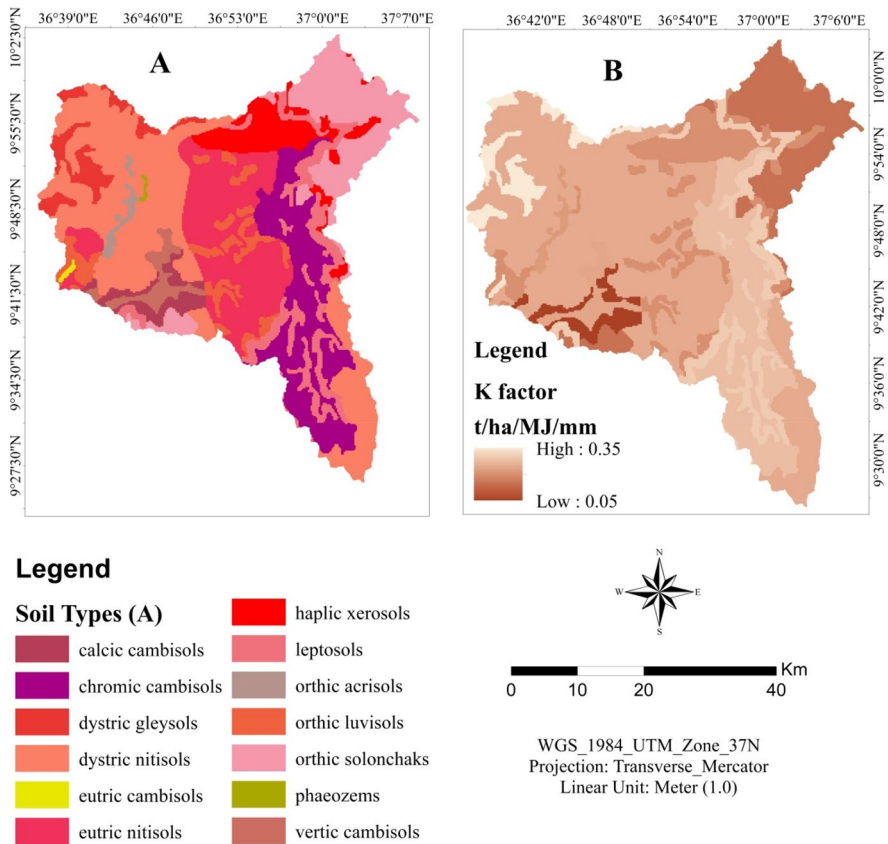 36°39'0"E 36°46'0"E 36°53'0"E 37°0'0"E 37°7'0"E
10°2'30"N
9°55'30"N
9°48'30"N
9°41'30"N
9°34'30"N
9°27'30"N
A
36°42'0"E 36°48'0"E 36°54'0"E 37°0'0"E 37°6'0"E
10°0'0"N
9°54'0"N
9°48'0"N
9°42'0"N
9°36'0"N
9°30'0"N
B
Legend
K factor
t/ha/MJ/mm
High : 0.35
Low : 0.05
Legend
Soil Types (A)
calcic cambisols
chromic cambisols
dystric gleysols
dystric nitisols
eutric cambisols
eutric nitisols
haplic xerosols
leptosols
orthic acrisols
orthic luvisols
orthic solonchaks
phaeozems
vertic cambisols
N
W E
S
Km
0 10 20 40
WGS_1984_UTM_Zone_37N
Projection: Transverse_Mercator
Linear Unit: Meter (1.0)